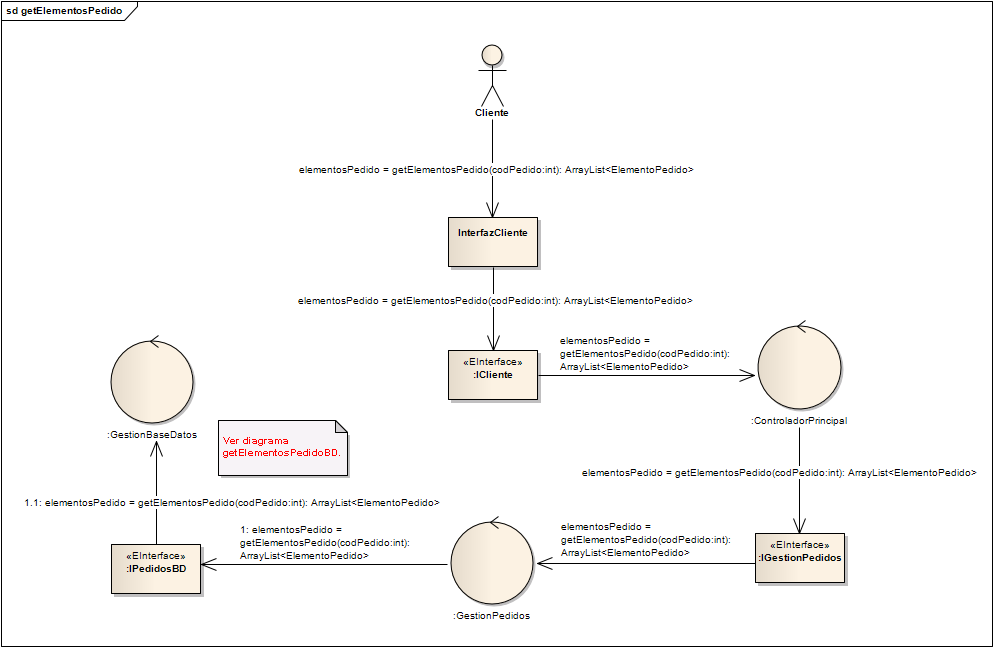 sd getElementosPedido
Cliente
elementosPedido = getElementosPedido(codPedido:int): ArrayList<ElementoPedido>
InterfazCliente
elementosPedido = getElementosPedido(codPedido:int): ArrayList<ElementoPedido>
«EInterface»
:ICliente
elementosPedido =
getElementosPedido(codPedido:int):
ArrayList<ElementoPedido>
:ControladorPrincipal
elementosPedido = getElementosPedido(codPedido:int): ArrayList<ElementoPedido>
«EInterface»
:IGestionPedidos
elementosPedido =
getElementosPedido(codPedido:int):
ArrayList<ElementoPedido>
:GestionPedidos
1: elementosPedido =
getElementosPedido(codPedido:int):
ArrayList<ElementoPedido>
«EInterface»
:IPedidosBD
1.1: elementosPedido = getElementosPedido(codPedido:int): ArrayList<ElementoPedido>
:GestionBaseDatos
Ver diagrama
getElementosPedidoBD.